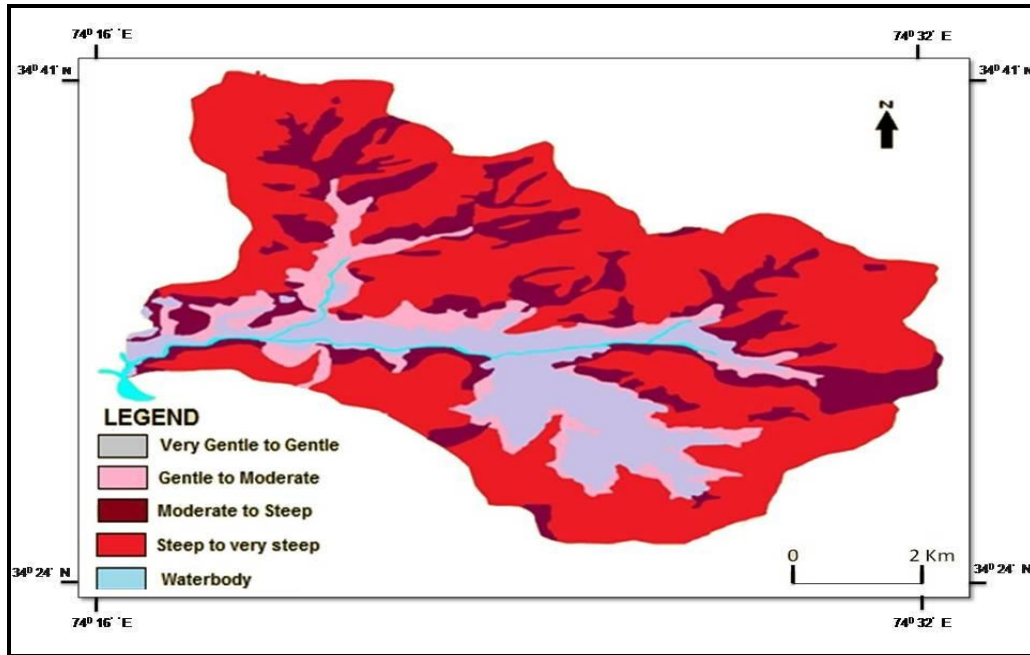 74⁰ 16´ ´E
74⁰ 32´ E
34⁰ 41´ N
34⁰ 41´ N
N
LEGEND
Very Gentle to Gentle
Gentle to Moderate
Moderate to Steep
Steep to very steep
Waterbody
0 2 Km
34⁰ 24´ N
34⁰ 24´ N
74⁰ 16´ ´E
74⁰ 32´ E